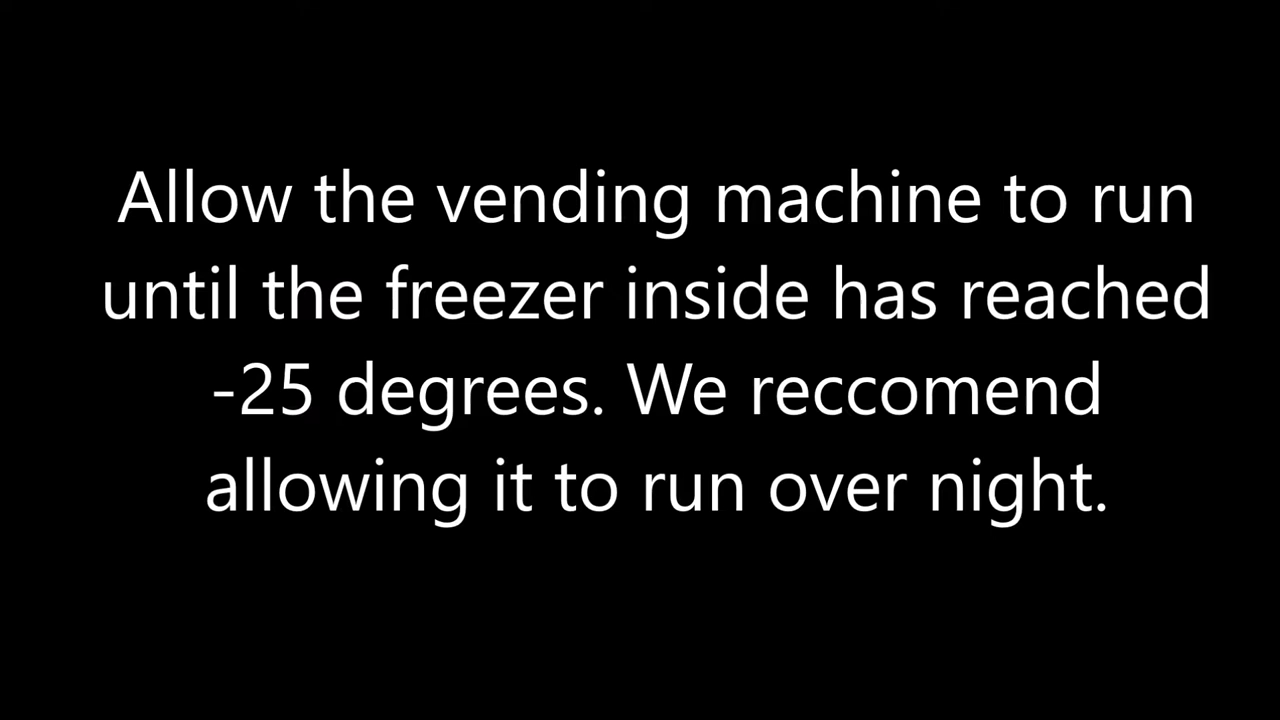 Allow the vending machine to run
until the freezer inside has reached
-25 degrees. We reccomend
allowing it to run over night.